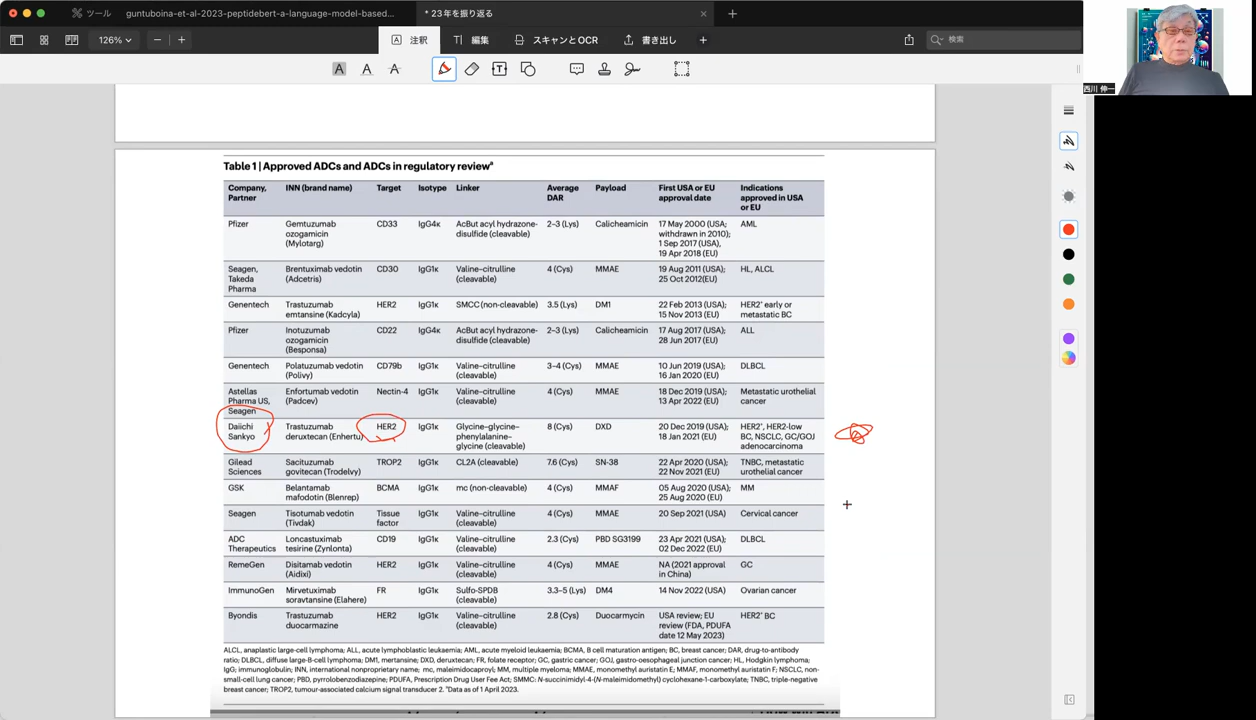 ツール
guntuboina-et-al-2023-peptidebert-a-language-model-based...
* 23年を振り返る
126%
注釈
編集
スキャンとOCR
書き出し
検索
西川 伸一
Table 1 | Approved ADCs and ADCs in regulatory reviewª
Company, Partner INN (brand name) Target Isotype Linker Average DAR Payload First USA or EU approval date Indications approved in USA or EU
Pfizer Gemtuzumab ozogamicin (Mylotarg) CD33 IgG4κ AcBut acyl hydrazone-disulfide (cleavable) 2–3 (Lys) Calicheamicin 17 May 2000 (USA; withdrawn in 2010); 1 Sep 2017 (USA), 19 Apr 2018 (EU) AML
Seagen, Takeda Pharma Brentuximab vedotin (Adcetris) CD30 IgG1κ Valine–citrulline (cleavable) 4 (Cys) MMAE 19 Aug 2011 (USA); 25 Oct 2012(EU) HL, ALCL
Genentech Trastuzumab emtansine (Kadcyla) HER2 IgG1κ SMCC (non-cleavable) 3.5 (Lys) DM1 22 Feb 2013 (USA); 15 Nov 2013 (EU) HER2⁺ early or metastatic BC
Pfizer Inotuzumab ozogamicin (Besponsa) CD22 IgG4κ AcBut acyl hydrazone-disulfide (cleavable) 2–3 (Lys) Calicheamicin 17 Aug 2017 (USA); 28 Jun 2017 (EU) ALL
Genentech Polatuzumab vedotin (Polivy) CD79b IgG1κ Valine–citrulline (cleavable) 3–4 (Cys) MMAE 10 Jun 2019 (USA); 16 Jan 2020 (EU) DLBCL
Astellas Pharma US, Seagen Enfortumab vedotin (Padcev) Nectin-4 IgG1κ Valine–citrulline (cleavable) 4 (Cys) MMAE 18 Dec 2019 (USA); 13 Apr 2022 (EU) Metastatic urothelial cancer
Daiichi Sankyo Trastuzumab deruxtecan (Enhertu) HER2 IgG1κ Glycine–glycine–phenylalanine–glycine (cleavable) 8 (Cys) DXD 20 Dec 2019 (USA); 18 Jan 2021 (EU) HER2⁺, HER2-low BC, NSCLC, GC/GOJ adenocarcinoma
Gilead Sciences Sacituzumab govitecan (Trodelvy) TROP2 IgG1κ CL2A (cleavable) 7.6 (Cys) SN-38 22 Apr 2020 (USA); 22 Nov 2021 (EU) TNBC, metastatic urothelial cancer
GSK Belantamab mafodotin (Blenrep) BCMA IgG1κ mc (non-cleavable) 4 (Cys) MMAF 05 Aug 2020 (USA); 25 Aug 2020 (EU) MM
Seagen Tisotumab vedotin (Tivdak) Tissue factor IgG1κ Valine–citrulline (cleavable) 4 (Cys) MMAE 20 Sep 2021 (USA) Cervical cancer
ADC Therapeutics Loncastuximab tesirine (Zynlonta) CD19 IgG1κ Valine–citrulline (cleavable) 2.3 (Cys) PBD SG3199 23 Apr 2021 (USA); 02 Dec 2022 (EU) DLBCL
RemeGen Disitamab vedotin (Aidixi) HER2 IgG1κ Valine–citrulline (cleavable) 4 (Cys) MMAE NA (2021 approval in China) GC
ImmunoGen Mirvetuximab soravtansine (Elahere) FR IgG1κ Sulfo-SPDB (cleavable) 3.3–5 (Lys) DM4 14 Nov 2022 (USA) Ovarian cancer
Byondis Trastuzumab duocarmazine HER2 IgG1κ Valine–citrulline (cleavable) 2.8 (Cys) Duocarmycin USA review; EU review (FDA, PDUFA date 12 May 2023) HER2⁺ BC
ALCL, anaplastic large-cell lymphoma; ALL, acute lymphoblastic leukaemia; AML, acute myeloid leukaemia; BCMA, B cell maturation antigen; BC, breast cancer; DAR, drug-to-antibody
ratio; DLBCL, diffuse large-B-cell lymphoma; DM1, mertansine; DXD, deruxtecan; FR, folate receptor; GC, gastric cancer; GOJ, gastro-oesophageal junction cancer; HL, Hodgkin lymphoma;
IgG, immunoglobulin; INN, international nonproprietary name; mc, maleimidocaproyl; MM, multiple myeloma; MMAE, monomethyl auristatin E; MMAF, monomethyl auristatin F; NSCLC, non-
small-cell lung cancer; PBD, pyrrolobenzodiazepine; PDUFA, Prescription Drug User Fee Act; SMMC: N-succinimidyl-4-(N-maleimidomethyl) cyclohexane-1-carboxylate; TNBC, triple-negative
breast cancer; TROP2, tumour-associated calcium signal transducer 2. ªData as of 1 April 2023.